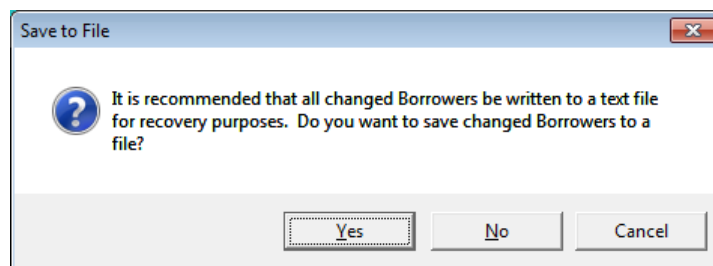 Save to File
It is recommended that all changed Borrowers be written to a text file
for recovery purposes.  Do you want to save changed Borrowers to a
file?
Yes
No
Cancel